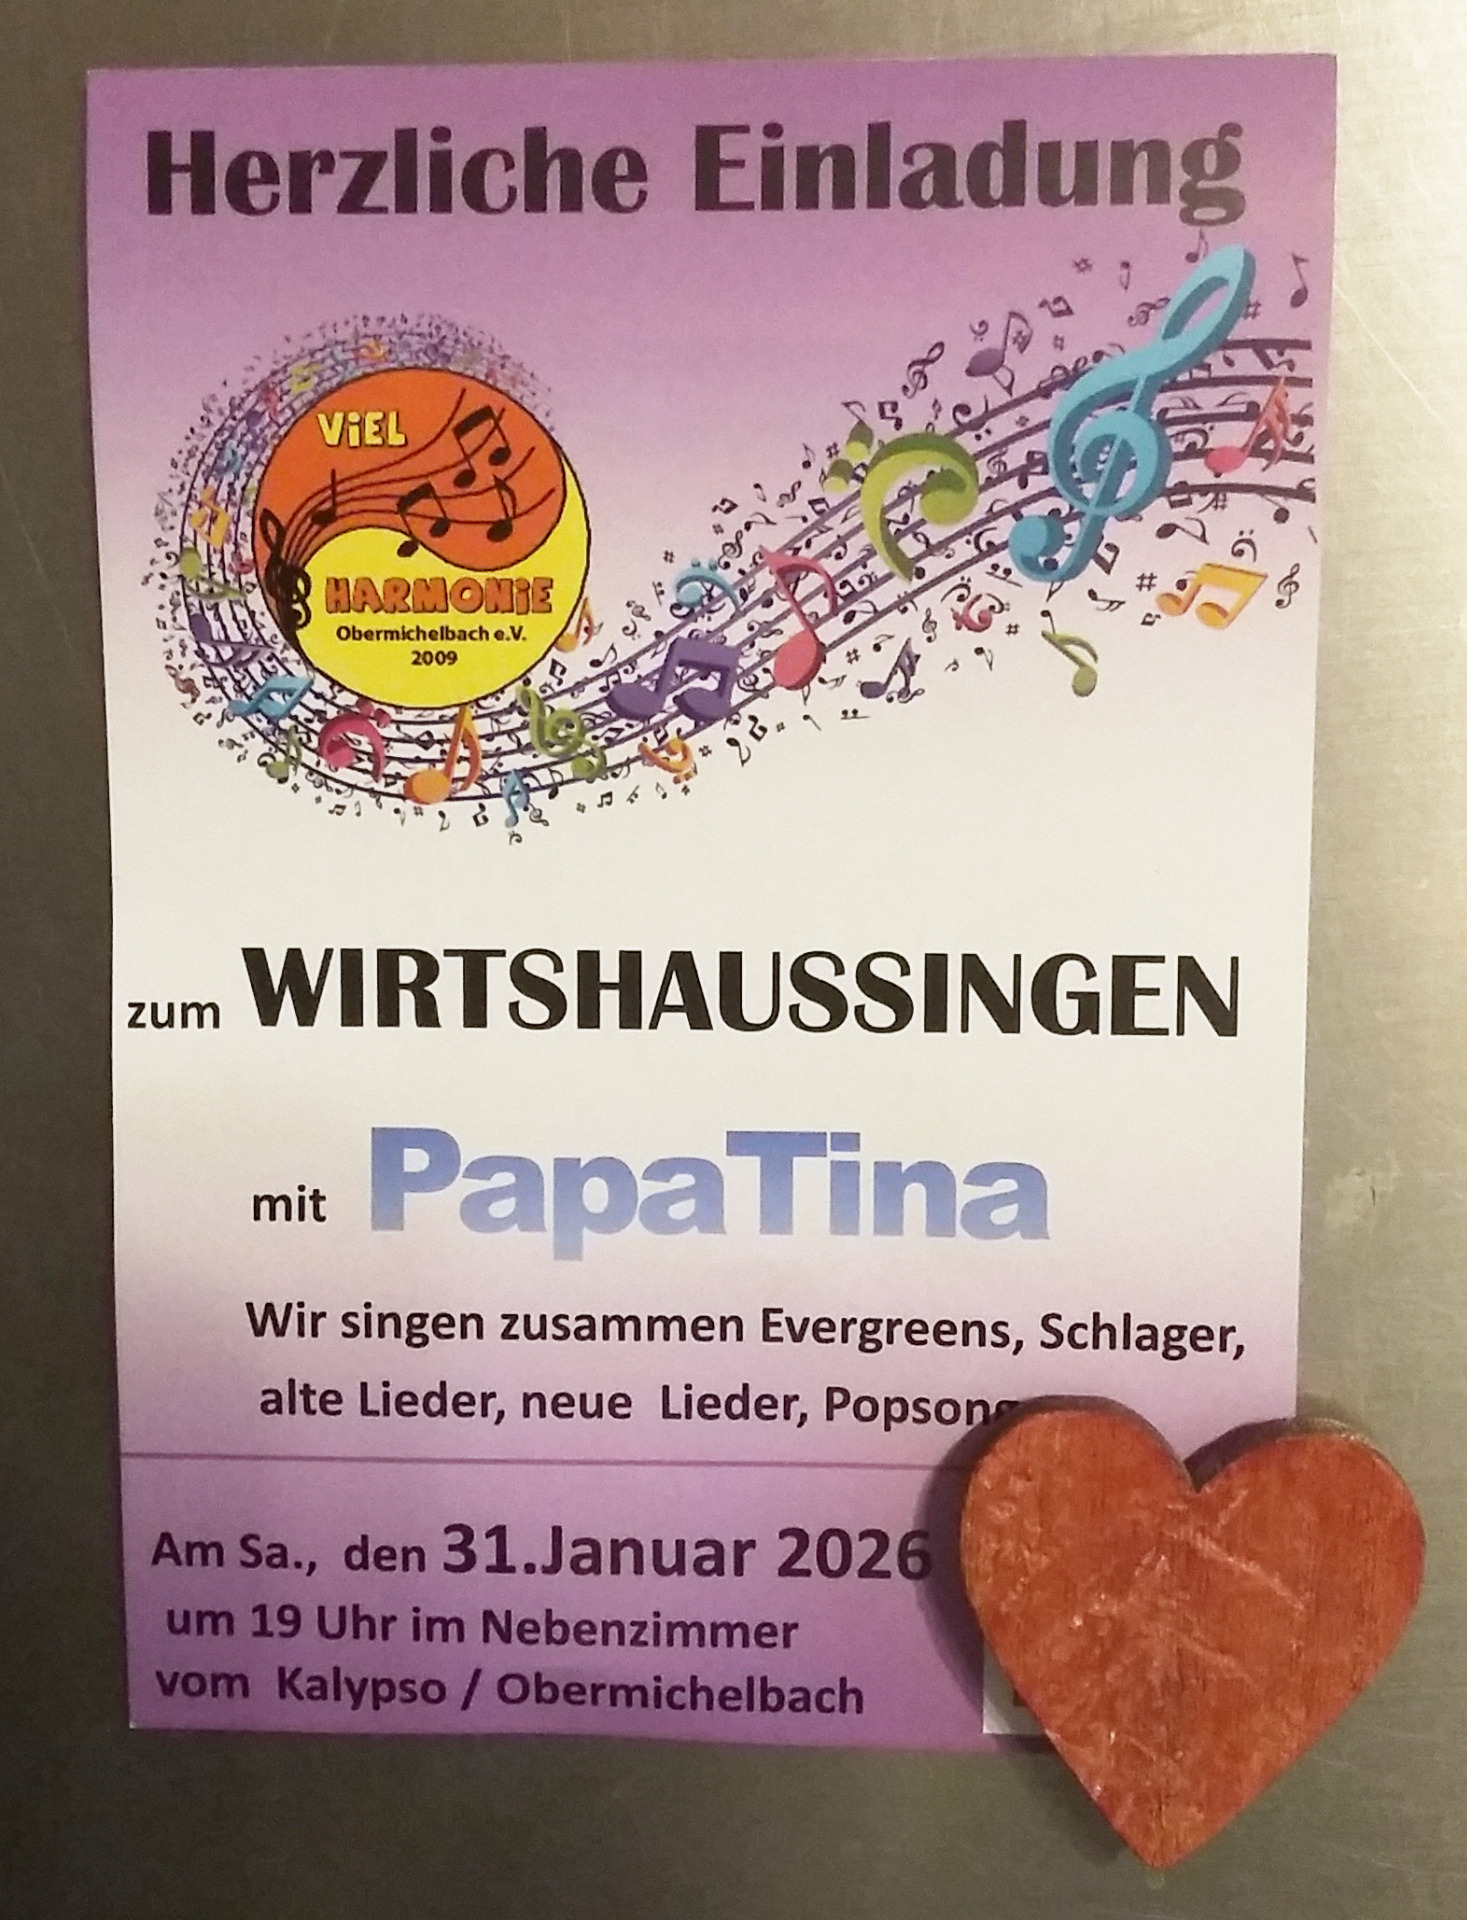 Herzliche Einladung
ViEL
HARMONiE
Obermichelbach e.V.
2009
zum WIRTSHAUSSINGEN
mit PapaTina
Wir singen zusammen Evergreens, Schlager,
alte Lieder, neue Lieder,
Am Sa., den 31.Januar 2026
um 19 Uhr im Nebenzimmer
vom Kalypso / Obermichelbach